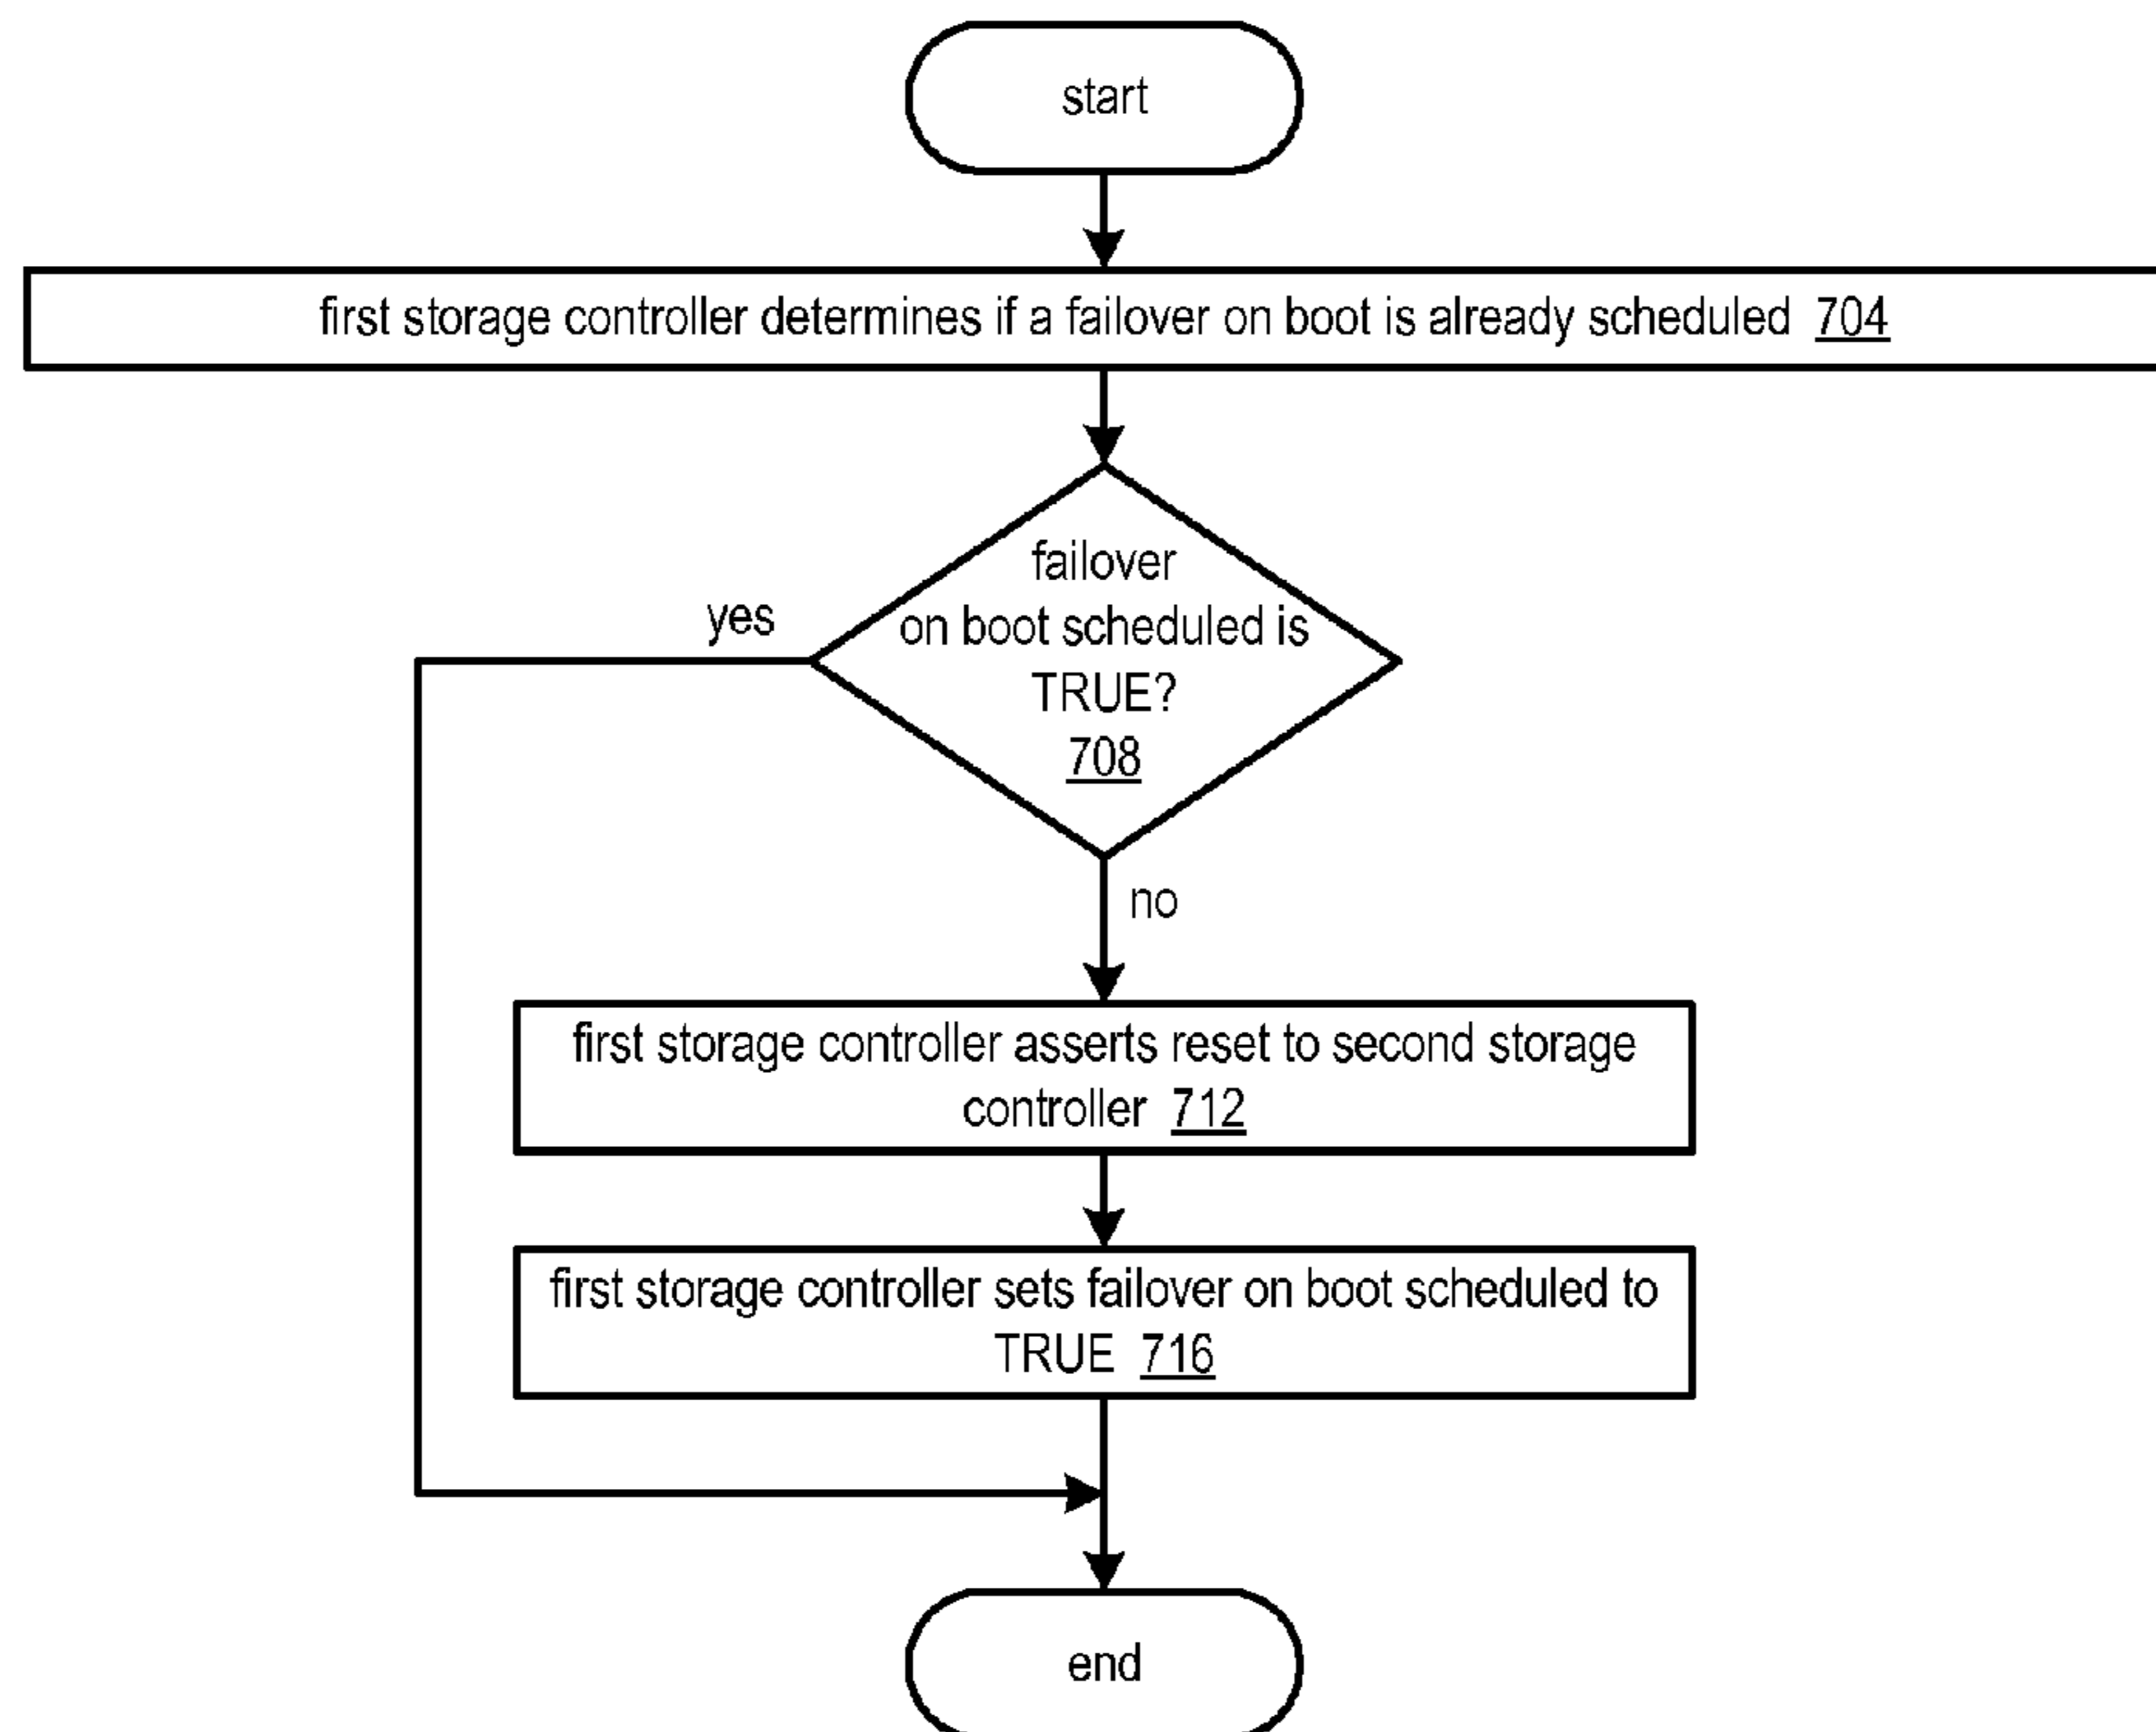 start
first storage controller determines if a failover on boot is already scheduled 704
failover
on boot scheduled is
TRUE?
708
yes
no
first storage controller asserts reset to second storage
controller 712
first storage controller sets failover on boot scheduled to
TRUE 716
end